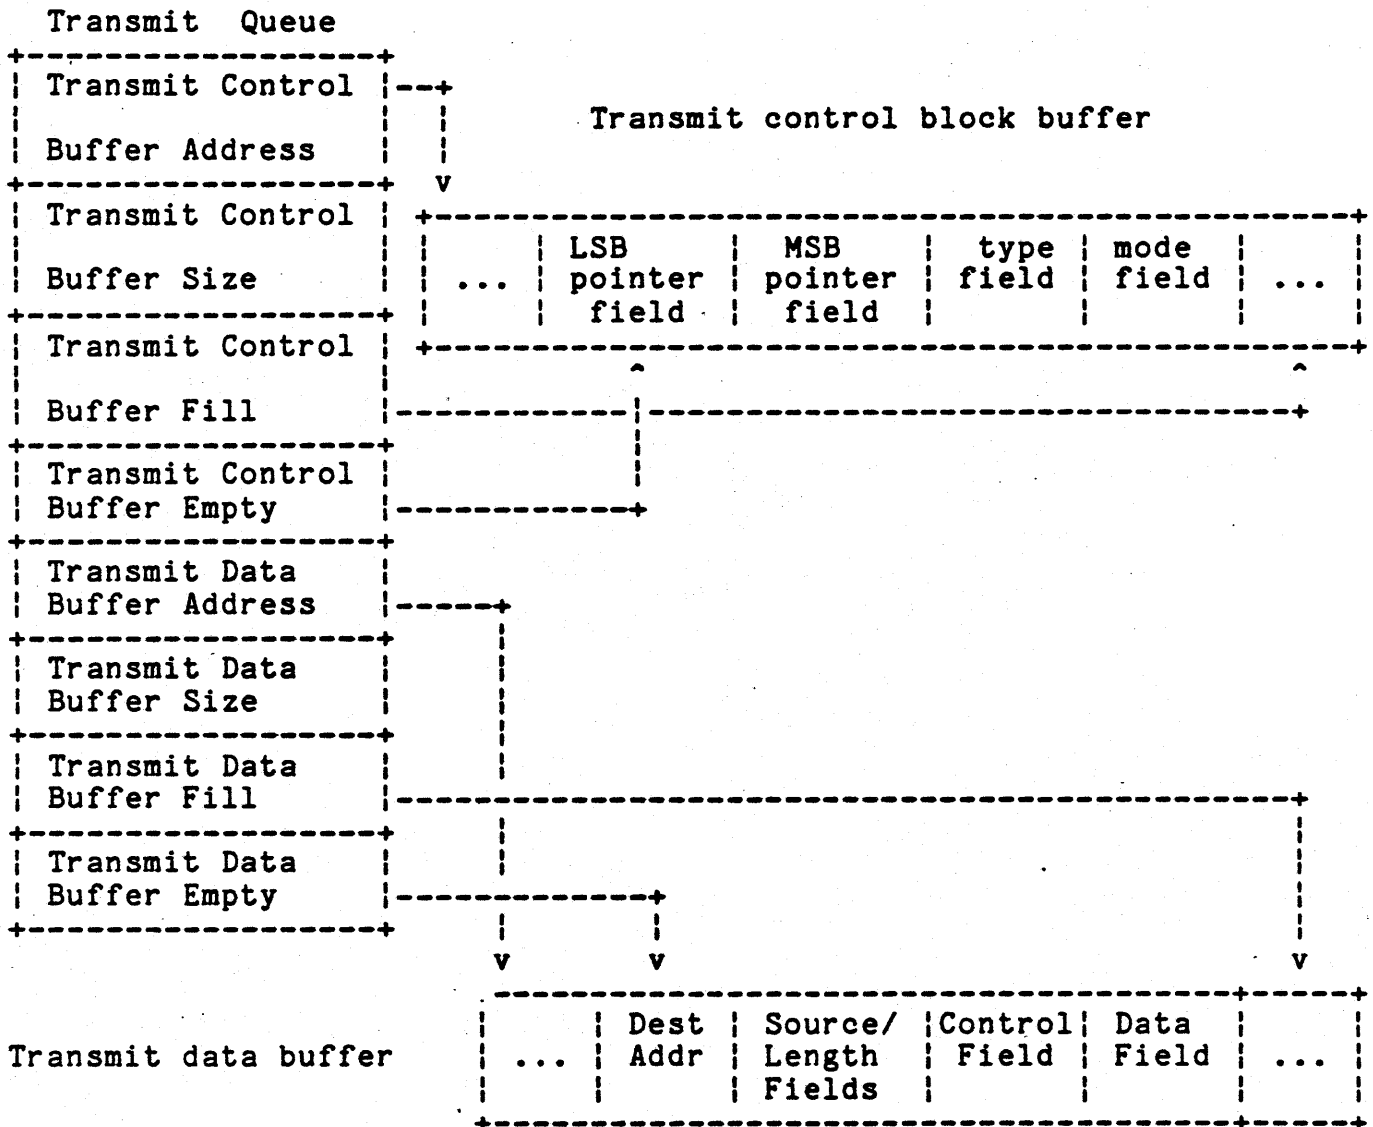 Transmit Queue
Transmit Control
Buffer Address
Transmit control block buffer
Transmit Control
Buffer Size
... LSB pointer field MSB pointer field type field mode field ...
Transmit Control
Buffer Fill
Transmit Control
Buffer Empty
Transmit Data
Buffer Address
Transmit Data
Buffer Size
Transmit Data
Buffer Fill
Transmit Data
Buffer Empty
Transmit data buffer
... Dest Addr Source/ Length Fields Control Field Data Field ...